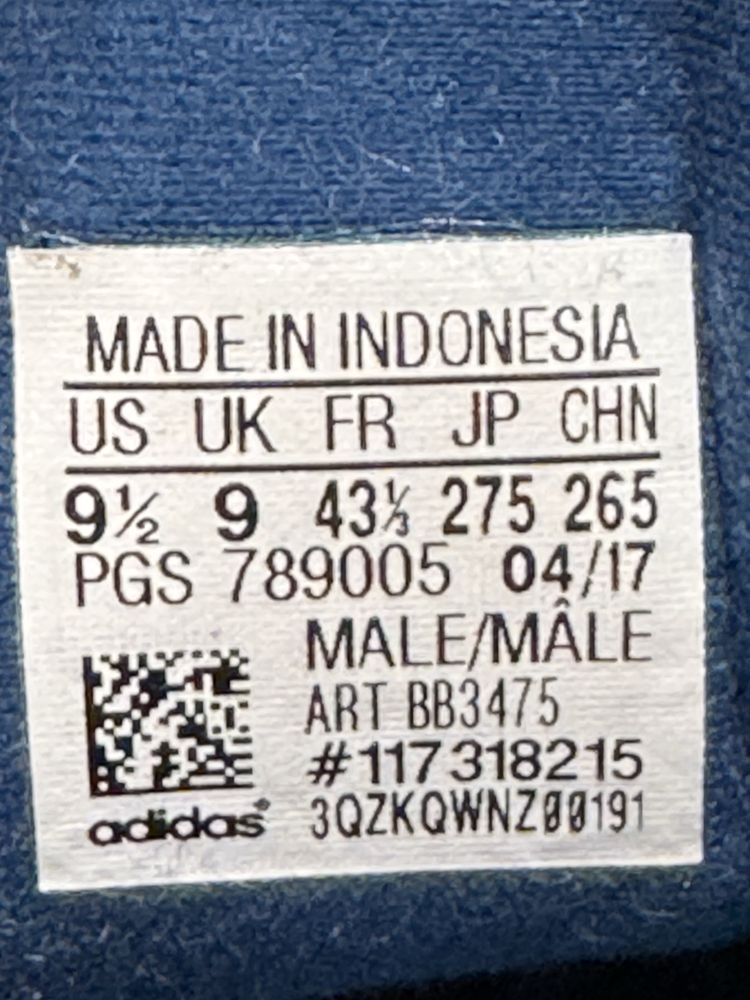 MADE IN INDONESIA
US UK FR JP CHN
9½ 9 43⅓ 275 265
PGS 789005 04/17
MALE/MÂLE
ART BB3475
#117318215
adidas® 3QZKQWNZ00191